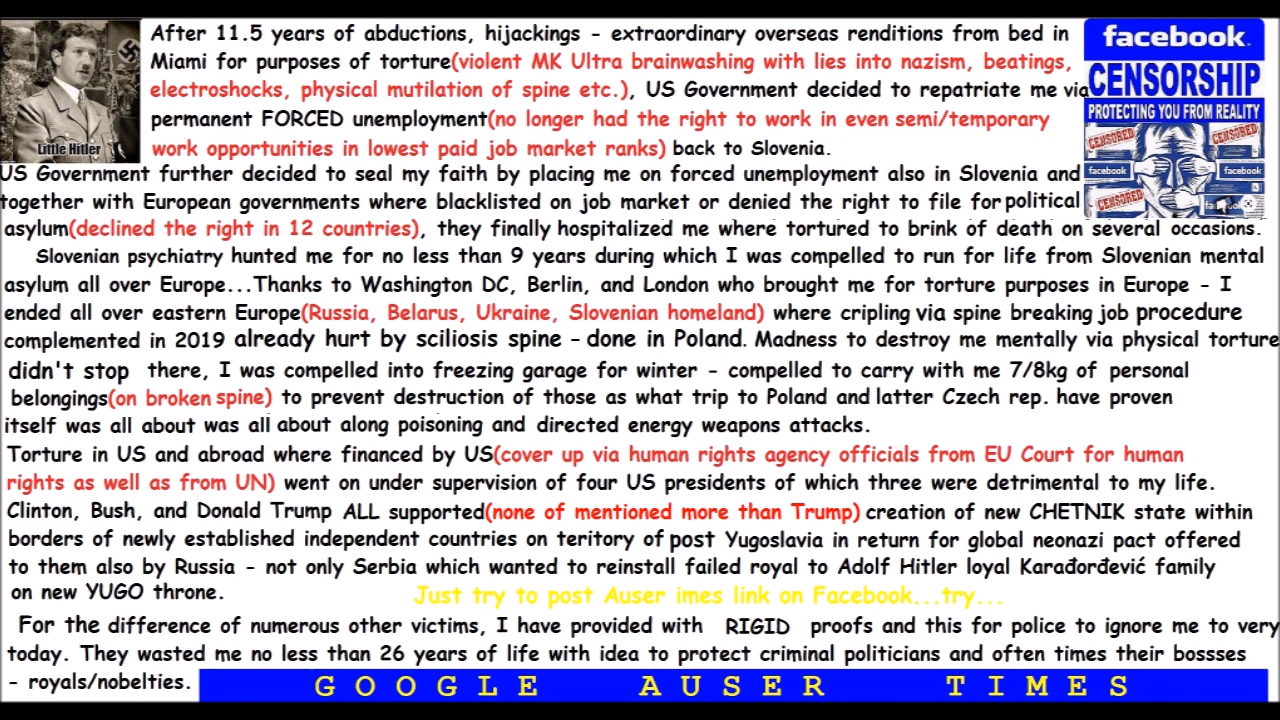 After 11.5 years of abductions, hijackings - extraordinary overseas renditions from bed in
Miami for purposes of torture(violent MK Ultra brainwashing with lies into nazism, beatings,
electroshocks, physical mutilation of spine etc.), US Government decided to repatriate me via
permanent FORCED unemployment(no longer had the right to work in even semi/temporary
work opportunities in lowest paid job market ranks) back to Slovenia.
Little Hitler
facebook.
CENSORSHIP
PROTECTING YOU FROM REALITY
CENSORED
CENSORED
facebook
facebook
CENSORED
US Government further decided to seal my faith by placing me on forced unemployment also in Slovenia and
together with European governments where blacklisted on job market or denied the right to file for political
asylum(declined the right in 12 countries), they finally hospitalized me where tortured to brink of death on several occasions.
Slovenian psychiatry hunted me for no less than 9 years during which I was compelled to run for life from Slovenian mental
asylum all over Europe...Thanks to Washington DC, Berlin, and London who brought me for torture purposes in Europe - I
ended all over eastern Europe(Russia, Belarus, Ukraine, Slovenian homeland) where cripling via spine breaking job procedure
complemented in 2019 already hurt by sciliosis spine - done in Poland. Madness to destroy me mentally via physical torture
didn't stop there, I was compelled into freezing garage for winter - compelled to carry with me 7/8kg of personal
belongings(on broken spine) to prevent destruction of those as what trip to Poland and latter Czech rep. have proven
itself was all about was all about along poisoning and directed energy weapons attacks.
Torture in US and abroad where financed by US(cover up via human rights agency officials from EU Court for human
rights as well as from UN) went on under supervision of four US presidents of which three were detrimental to my life.
Clinton, Bush, and Donald Trump ALL supported(none of mentioned more than Trump) creation of new CHETNIK state within
borders of newly established independent countries on teritory of post Yugoslavia in return for global neonazi pact offered
to them also by Russia - not only Serbia which wanted to reinstall failed royal to Adolf Hitler loyal Karađorđević family
on new YUGO throne.
Just try to post Auser imes link on Facebook...try...
For the difference of numerous other victims, I have provided with RIGID proofs and this for police to ignore me to very
today. They wasted me no less than 26 years of life with idea to protect criminal politicians and often times their bossses
- royals/nobelties.
GOOGLE AUSER TIMES